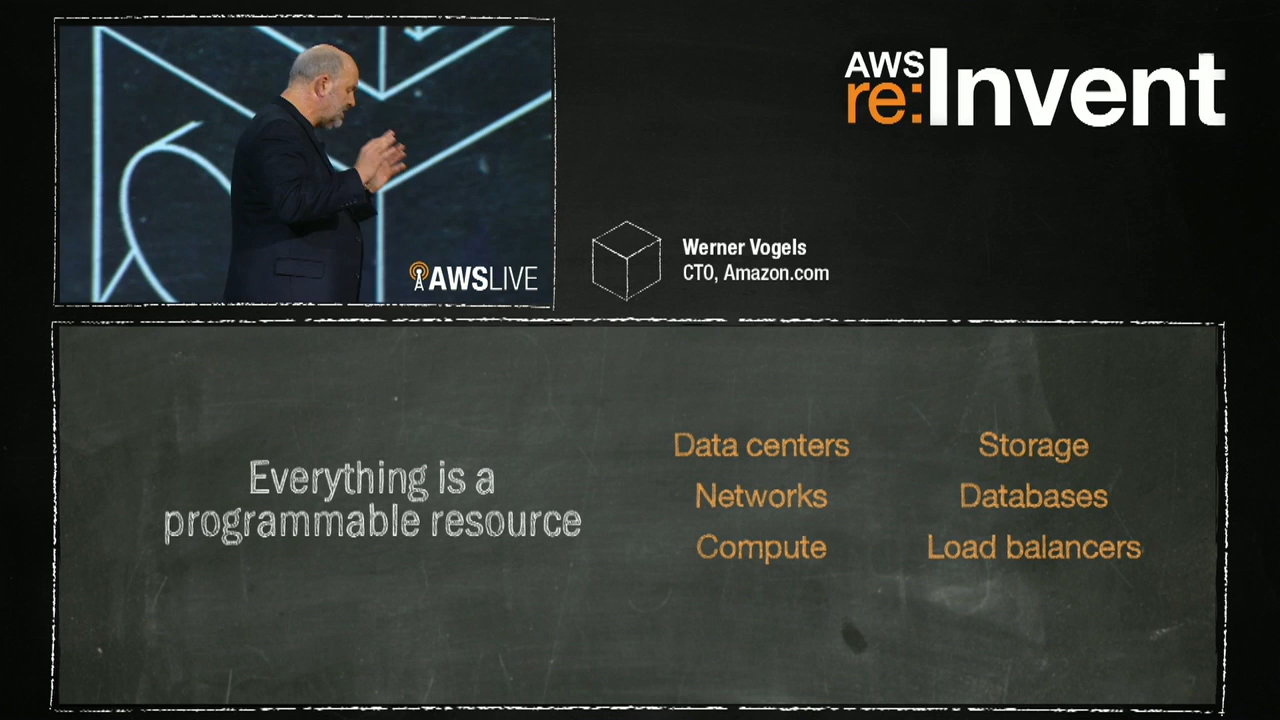 AWS
re:Invent
AWSLIVE
Werner Vogels
CTO, Amazon.com
Everything is a
programmable resource
Data centers
Networks
Compute
Storage
Databases
Load balancers